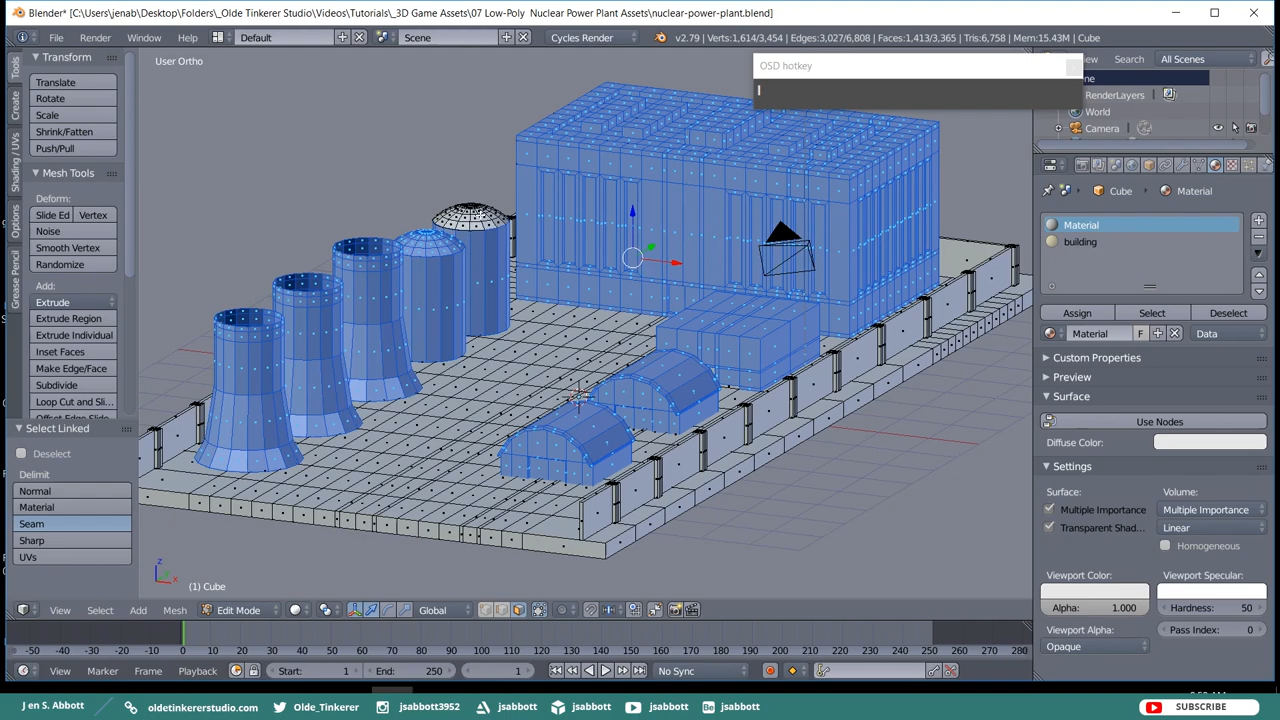 Blender* [C:\Users\jenab\Desktop\Folders\_Olde Tinkerer Studio\Videos\Tutorials\_3D Game Assets\07 Low-Poly  Nuclear Power Plant Assets\nuclear-power-plant.blend]
File Render Window Help Default Scene Cycles Render v2.79 | Verts:1,614/3,454 | Edges:3,027/6,808 | Faces:1,413/3,365 | Tris:6,758 | Mem:15.43M | Cube
Transform
Translate
Rotate
Scale
Shrink/Fatten
Push/Pull
Mesh Tools
Deform:
Slide Ed Vertex
Noise
Smooth Vertex
Randomize
Add:
Extrude
Extrude Region
Extrude Individual
Inset Faces
Make Edge/Face
Subdivide
Loop Cut and Sli...
Offset Edge Slide
Tools
Create
Shading / UVs
Options
Grease Pencil
Select Linked
Deselect
Delimit
Normal
Material
Seam
Sharp
UVs
User Ortho
OSD hotkey
(1) Cube
View Select Add Mesh Edit Mode Global
Search All Scenes
RenderLayers
World
Camera
Cube Material
Material
building
Assign Select Deselect
Material F Data
Custom Properties
Preview
Surface
Use Nodes
Diffuse Color:
Settings
Surface: Volume:
Multiple Importance Multiple Importance
Transparent Shad... Linear
Homogeneous
Viewport Color: Viewport Specular:
Alpha: 1.000 Hardness: 50
Viewport Alpha: Pass Index: 0
Opaque
-50 -40 -30 -20 -10 0 10 20 30 40 50 60 70 80 90 100 110 120 130 140 150 160 170 180 190 200 210 220 230 240 250 260 270 280
View Marker Frame Playback Start: 1 End: 250 1 No Sync
J en S. Abbott oldetinkererstudio.com Olde_Tinkerer jsabbott3952 jsabbott jsabbott jsabbott jsabbott SUBSCRIBE